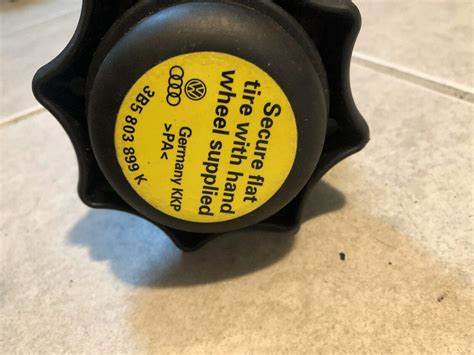 Secure flat
tire with hand
wheel supplied
Germany KKP
>PA<
3B5 803 899 K